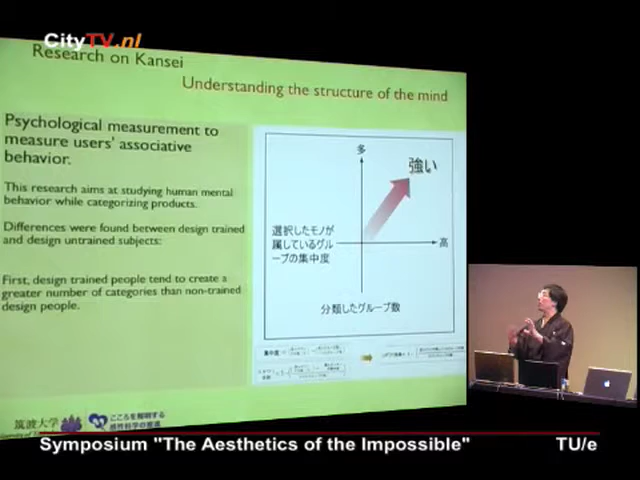 CityTV.nl
Research on Kansei
Understanding the structure of the mind
Psychological measurement to
measure users' associative
behavior.
This research aims at studying human mental
behavior while categorizing products.
Differences were found between design trained
and design untrained subjects:
First, design trained people tend to create a
greater number of categories than non-trained
design people.
多
強い
選択したモノが
属しているグル
ープの集中度
高
分類したグループ数
集中度
筑波大学
こころを解明する
感性科学の推進
Symposium "The Aesthetics of the Impossible"
TU/e